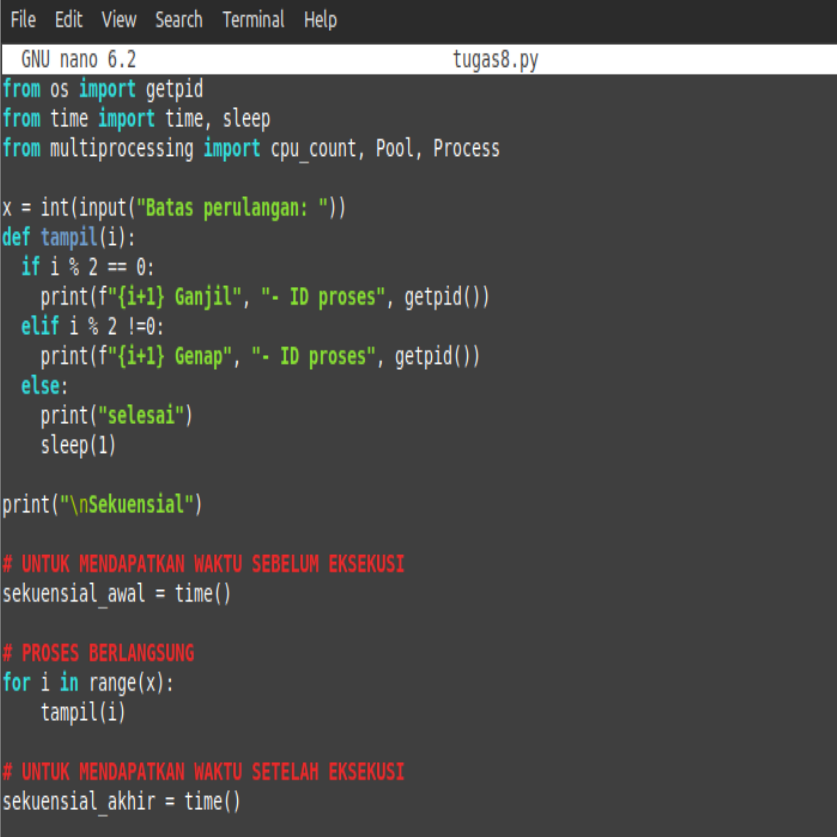 File Edit View Search Terminal Help
GNU nano 6.2 tugas8.py
from os import getpid
from time import time, sleep
from multiprocessing import cpu_count, Pool, Process
x = int(input("Batas perulangan: "))
def tampil(i):
  if i % 2 == 0:
    print(f"{i+1} Ganjil", "- ID proses", getpid())
  elif i % 2 !=0:
    print(f"{i+1} Genap", "- ID proses", getpid())
  else:
    print("selesai")
    sleep(1)
print("\nSekuensial")
# UNTUK MENDAPATKAN WAKTU SEBELUM EKSEKUSI
sekuensial_awal = time()
# PROSES BERLANGSUNG
for i in range(x):
    tampil(i)
# UNTUK MENDAPATKAN WAKTU SETELAH EKSEKUSI
sekuensial_akhir = time()